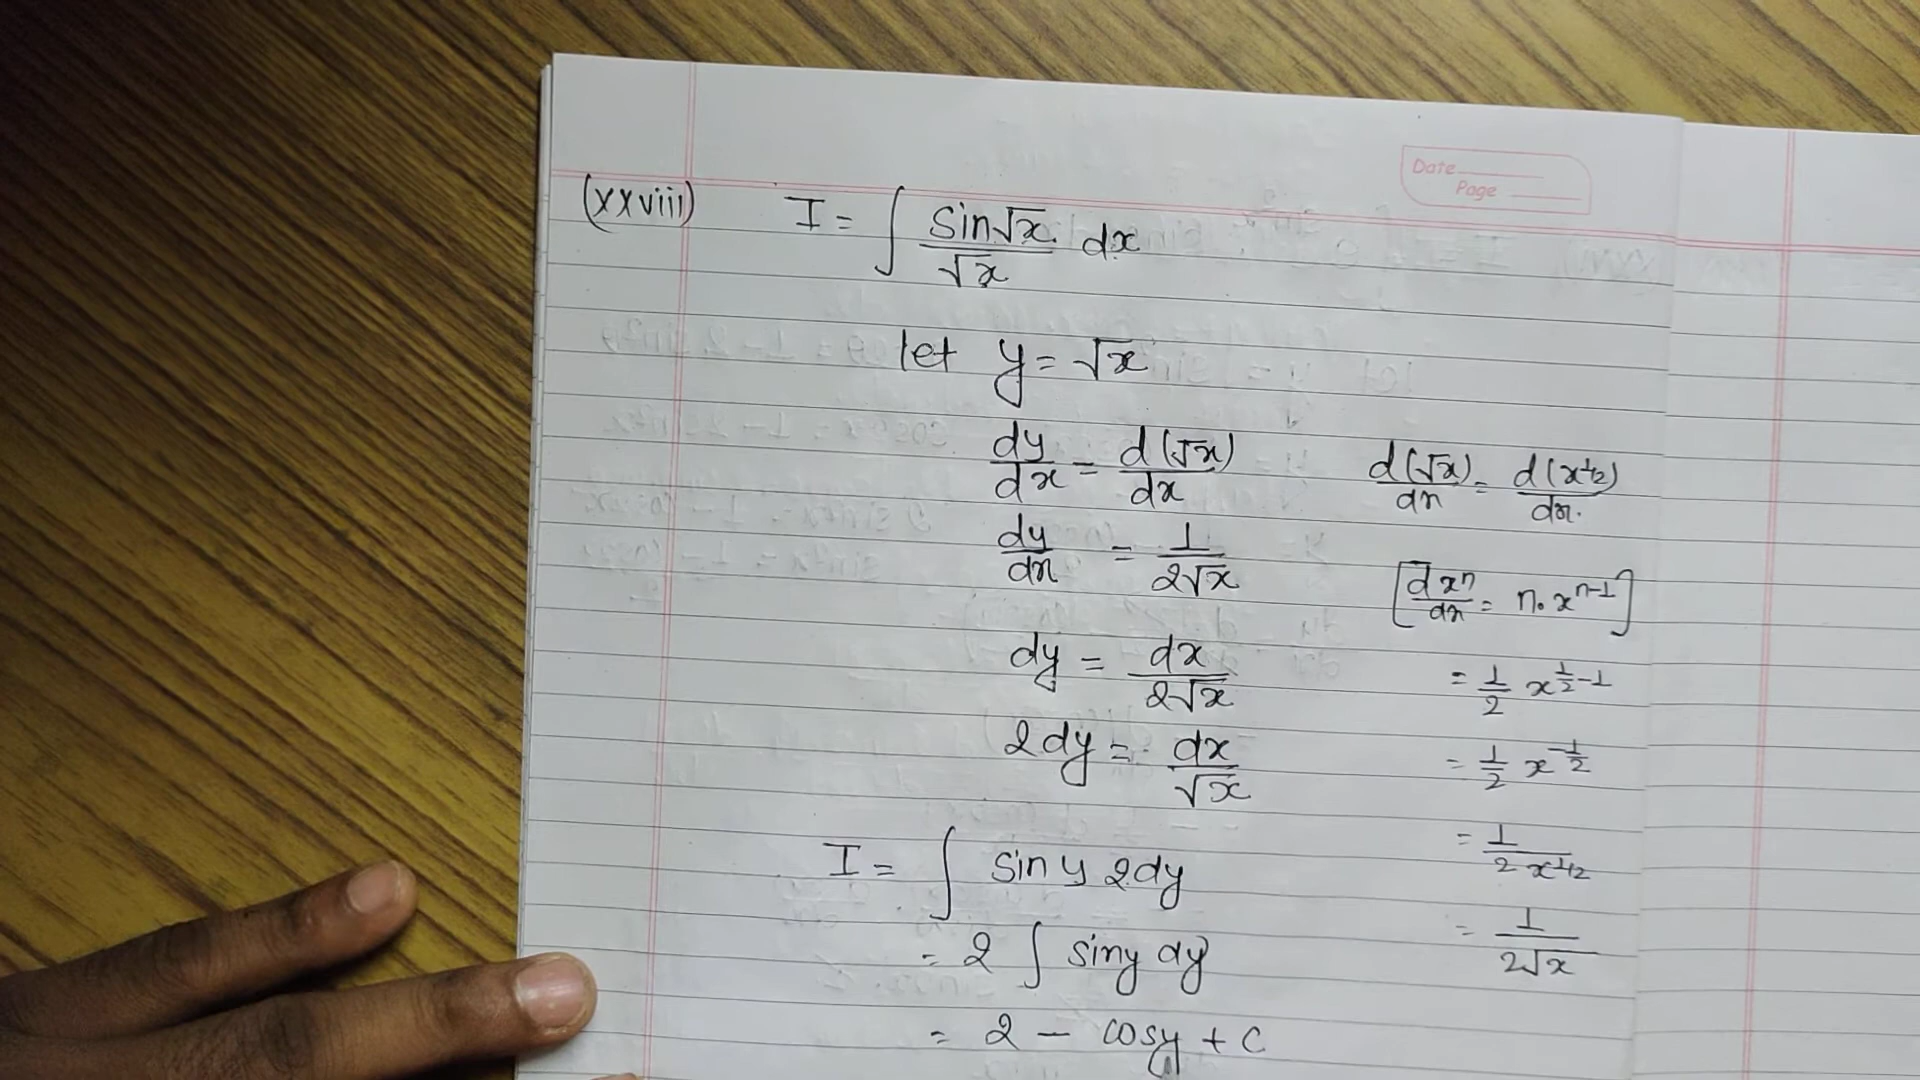 Date
Page
(xxviii) I = ∫ sin√x/√x dx
let y = √x
dy/dx = d(√x)/dx
dy/dx = 1/2√x
dy = dx/2√x
2dy = dx/√x
I = ∫ sin y 2dy
= 2 ∫ siny dy
= 2 - cosy + c
d(√x)/dx = d(x^1/2)/dx.
[dx^n/dx = n.x^n-1]
= 1/2 x^1/2-1
= 1/2 x^-1/2
= 1/2 x^1/2
= 1/2√x